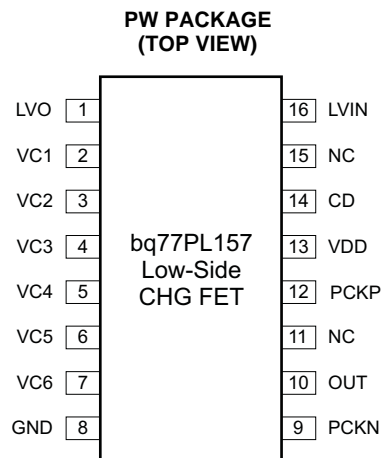 PW PACKAGE
(TOP VIEW)
LVO 1 16 LVIN
VC1 2 15 NC
VC2 3 14 CD
VC3 4 13 VDD
bq77PL157
Low-Side
CHG FET
VC4 5 12 PCKP
VC5 6 11 NC
VC6 7 10 OUT
GND 8 9 PCKN